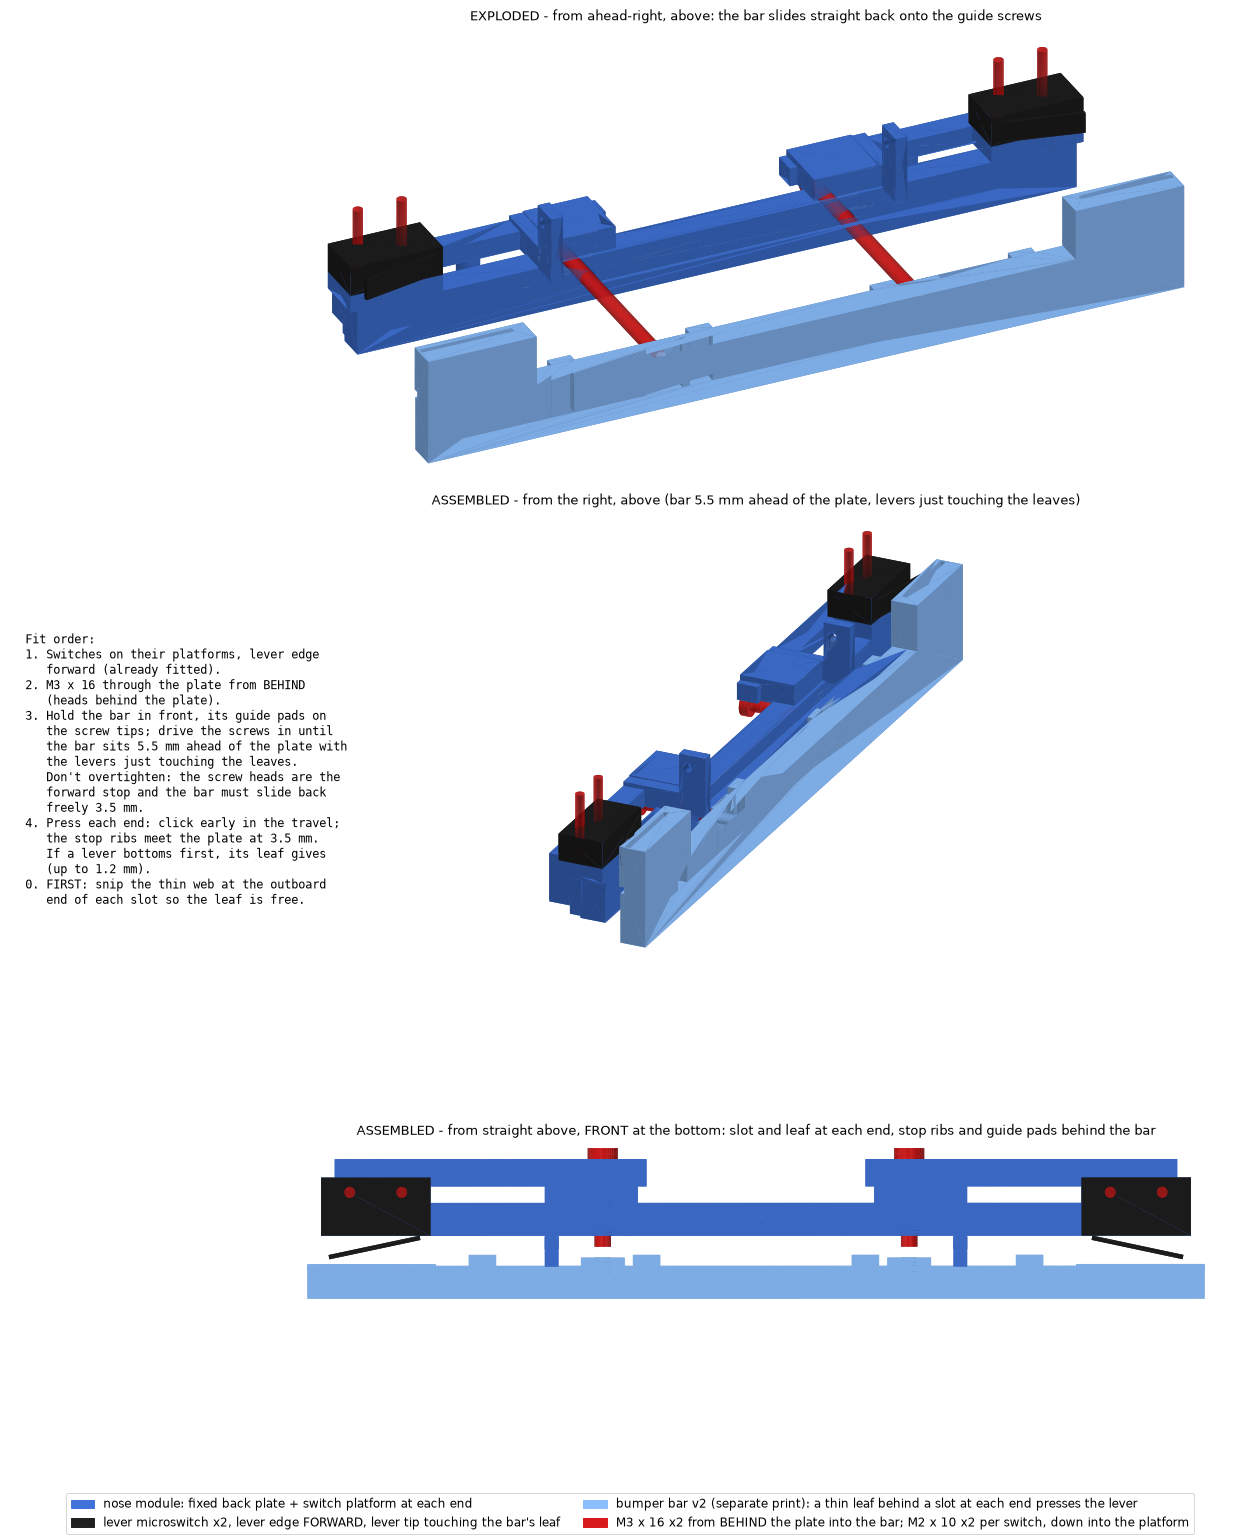 EXPLODED - from ahead-right, above: the bar slides straight back onto the guide screws
ASSEMBLED - from the right, above (bar 5.5 mm ahead of the plate, levers just touching the leaves)
Fit order:
1. Switches on their platforms, lever edge
forward (already fitted).
2. M3 x 16 through the plate from BEHIND
(heads behind the plate).
3. Hold the bar in front, its guide pads on
the screw tips; drive the screws in until
the bar sits 5.5 mm ahead of the plate with
the levers just touching the leaves.
Don't overtighten: the screw heads are the
forward stop and the bar must slide back
freely 3.5 mm.
4. Press each end: click early in the travel;
the stop ribs meet the plate at 3.5 mm.
If a lever bottoms first, its leaf gives
(up to 1.2 mm).
0. FIRST: snip the thin web at the outboard
end of each slot so the leaf is free.
ASSEMBLED - from straight above, FRONT at the bottom: slot and leaf at each end, stop ribs and guide pads behind the bar
nose module: fixed back plate + switch platform at each end
lever microswitch x2, lever edge FORWARD, lever tip touching the bar's leaf
bumper bar v2 (separate print): a thin leaf behind a slot at each end presses the lever
M3 x 16 x2 from BEHIND the plate into the bar; M2 x 10 x2 per switch, down into the platform